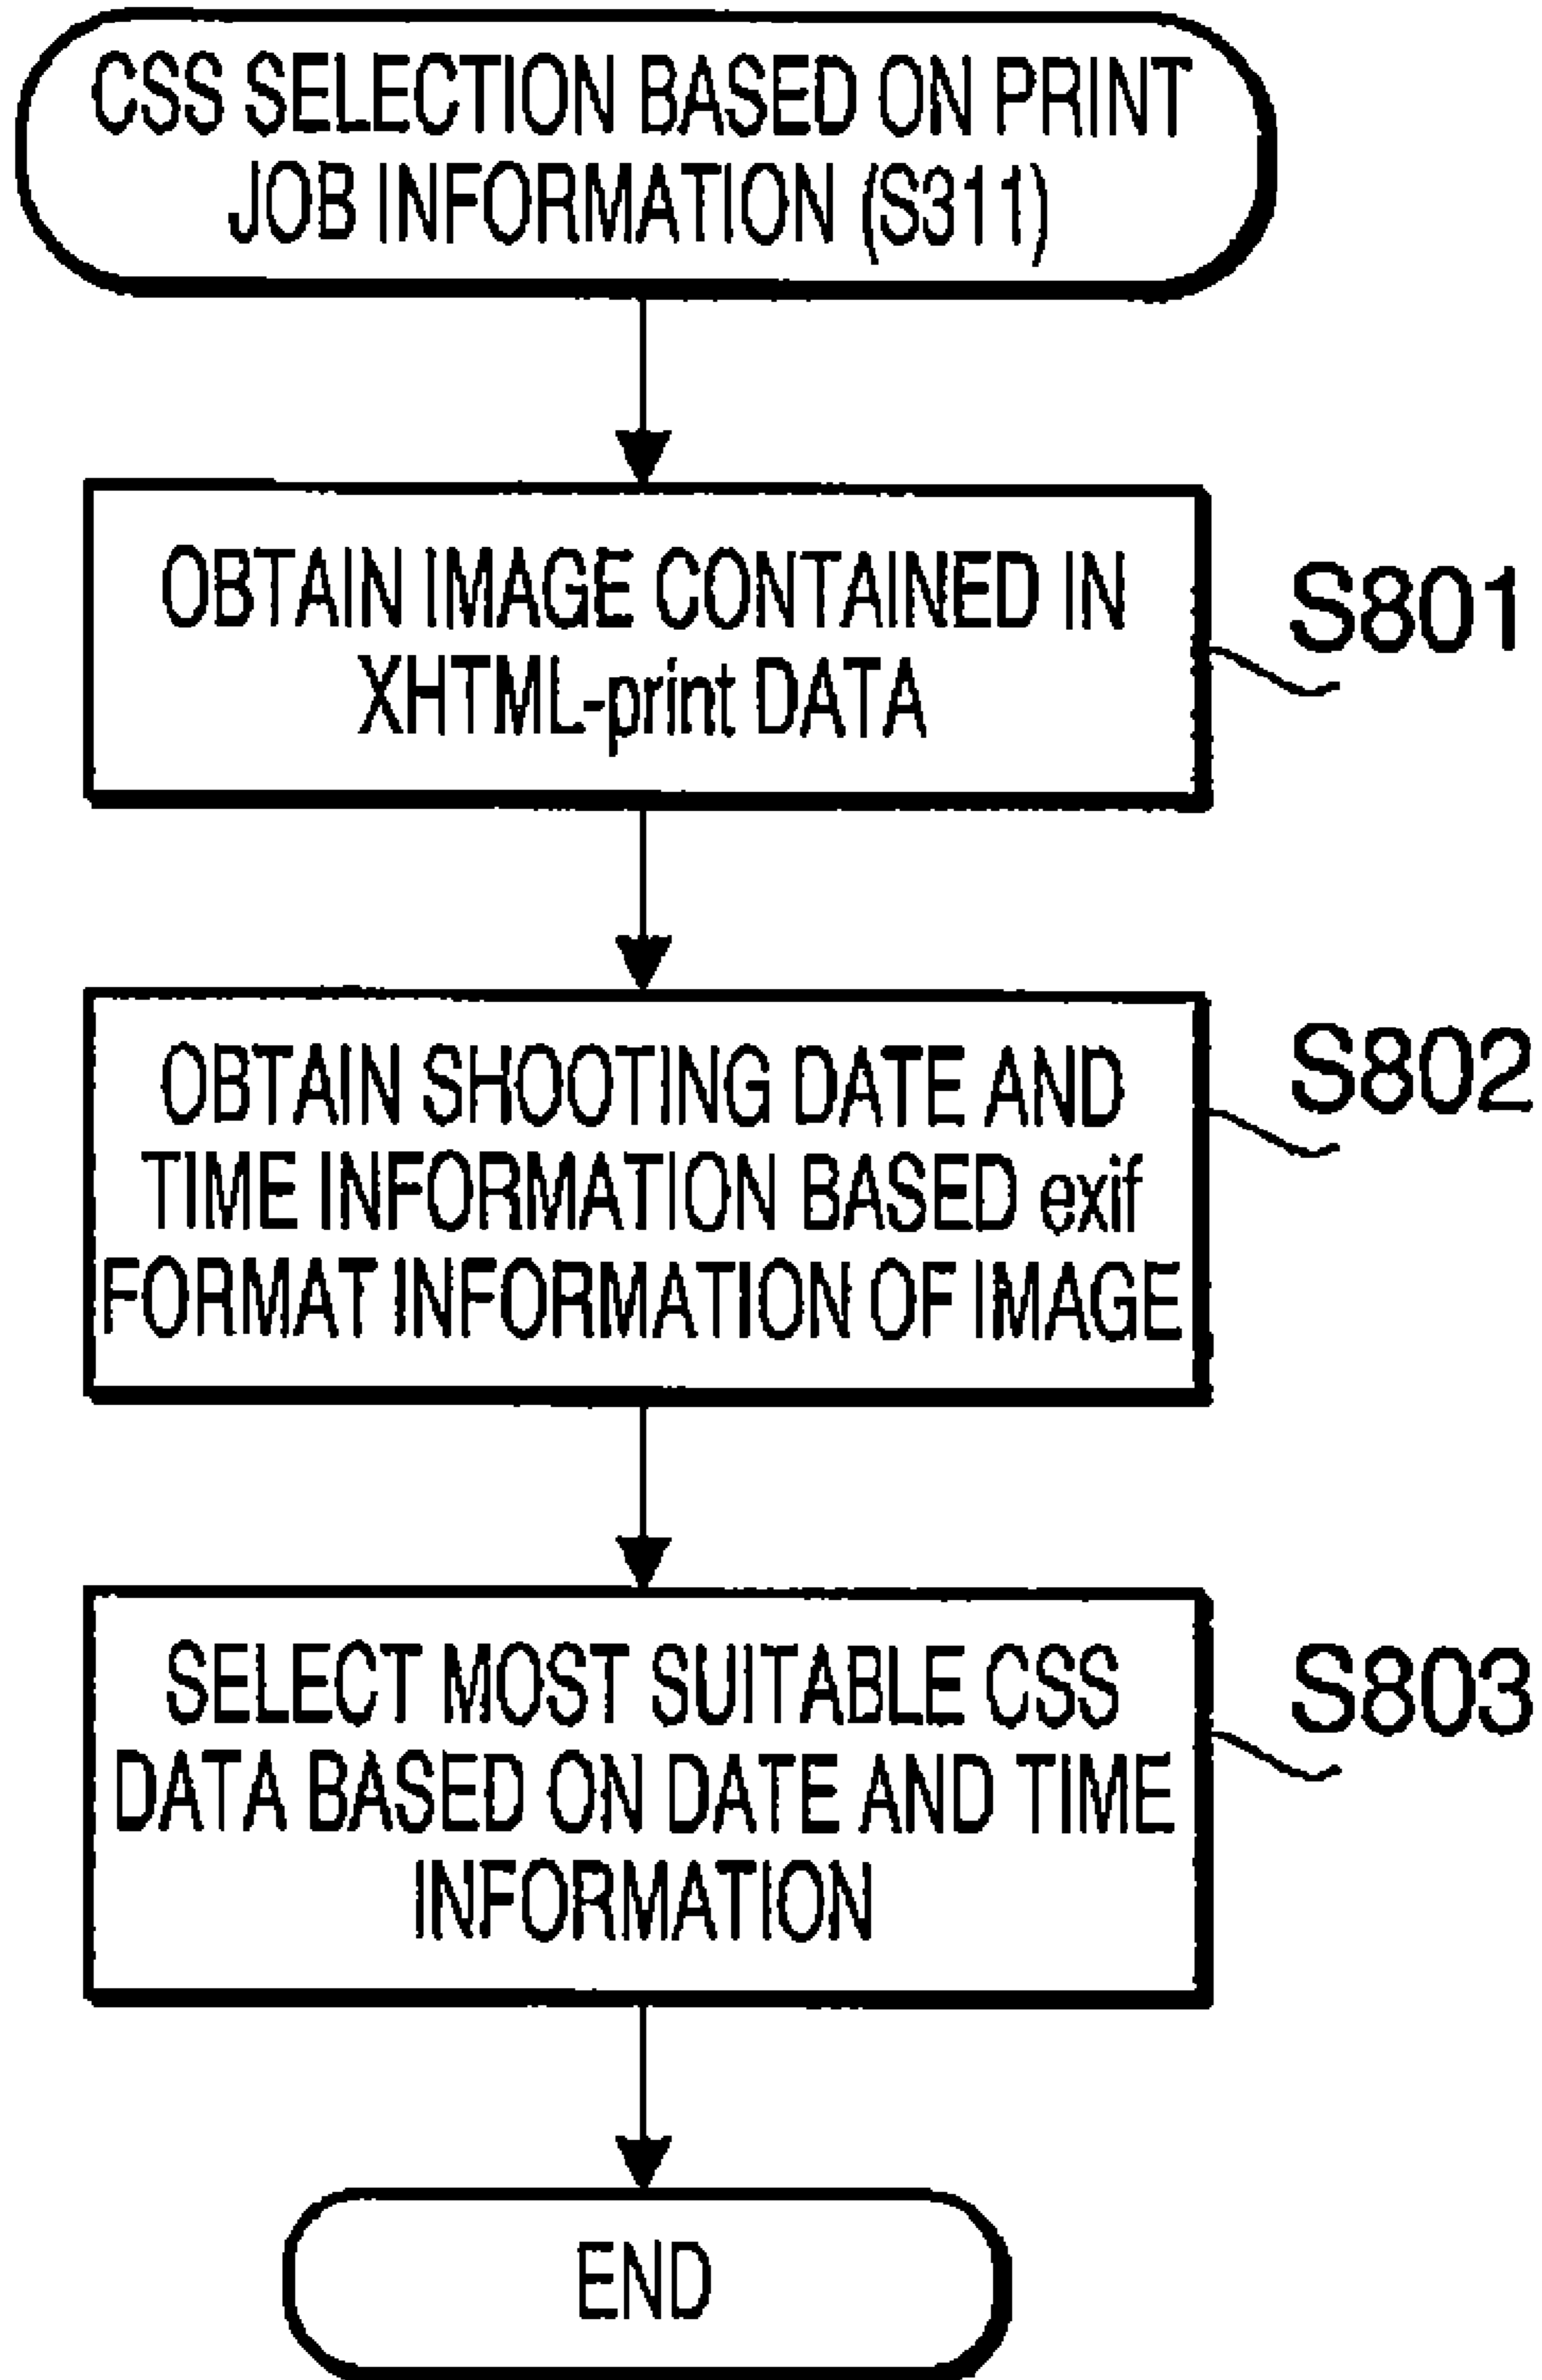 CSS SELECTION BASED ON PRINT
JOB INFORMATION (S311)
OBTAIN IMAGE CONTAINED IN
XHTML-print DATA
S801
OBTAIN SHOOTING DATE AND
TIME INFORMATION BASED exif
FORMAT INFORMATION OF IMAGE
S802
SELECT MOST SUITABLE CSS
DATA BASED ON DATE AND TIME
INFORMATION
S803
END